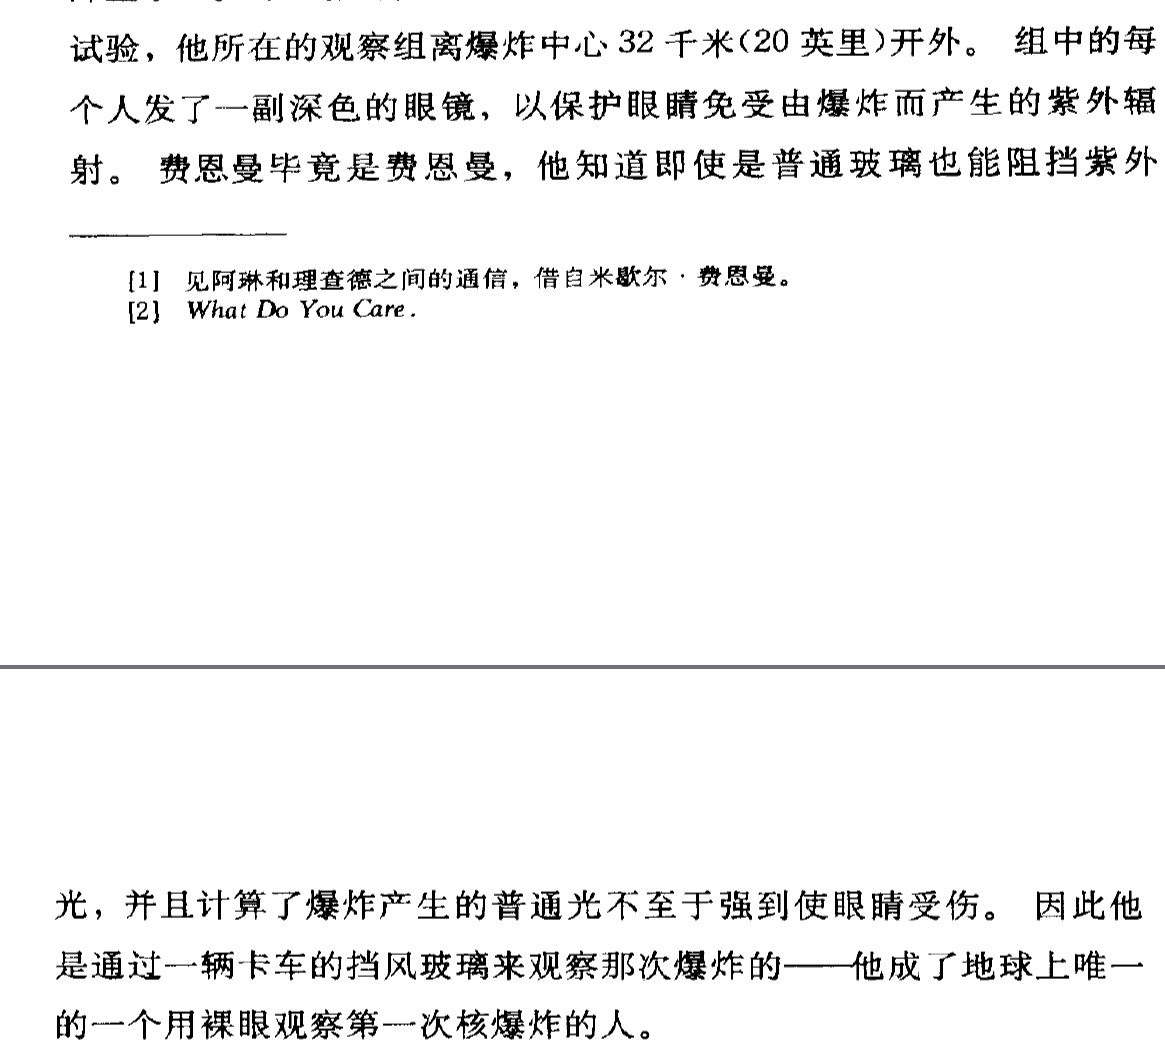 试验，他所在的观察组离爆炸中心 32 千米(20 英里)开外。 组中的每
个人发了一副深色的眼镜，以保护眼睛免受由爆炸而产生的紫外辐
射。 费恩曼毕竟是费恩曼，他知道即使是普通玻璃也能阻挡紫外
[1] 见阿琳和理查德之间的通信，借自米歇尔·费恩曼。
[2] What Do You Care.
光，并且计算了爆炸产生的普通光不至于强到使眼睛受伤。 因此他
是通过一辆卡车的挡风玻璃来观察那次爆炸的——他成了地球上唯一
的一个用裸眼观察第一次核爆炸的人。